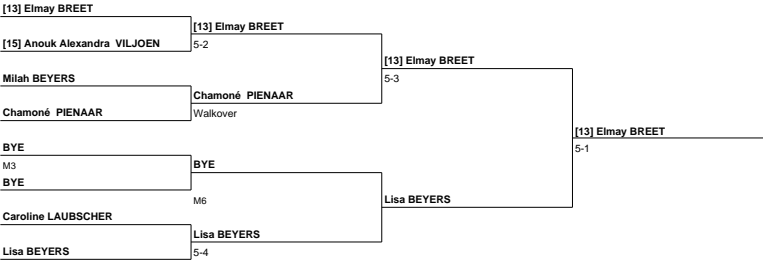 [13] Elmay BREET
[13] Elmay BREET
[15] Anouk Alexandra VILJOEN
5-2
[13] Elmay BREET
5-3
Milah BEYERS
Chamoné PIENAAR
Chamoné PIENAAR
Walkover
[13] Elmay BREET
5-1
BYE
M3
BYE
BYE
M6
Lisa BEYERS
Caroline LAUBSCHER
Lisa BEYERS
Lisa BEYERS
5-4